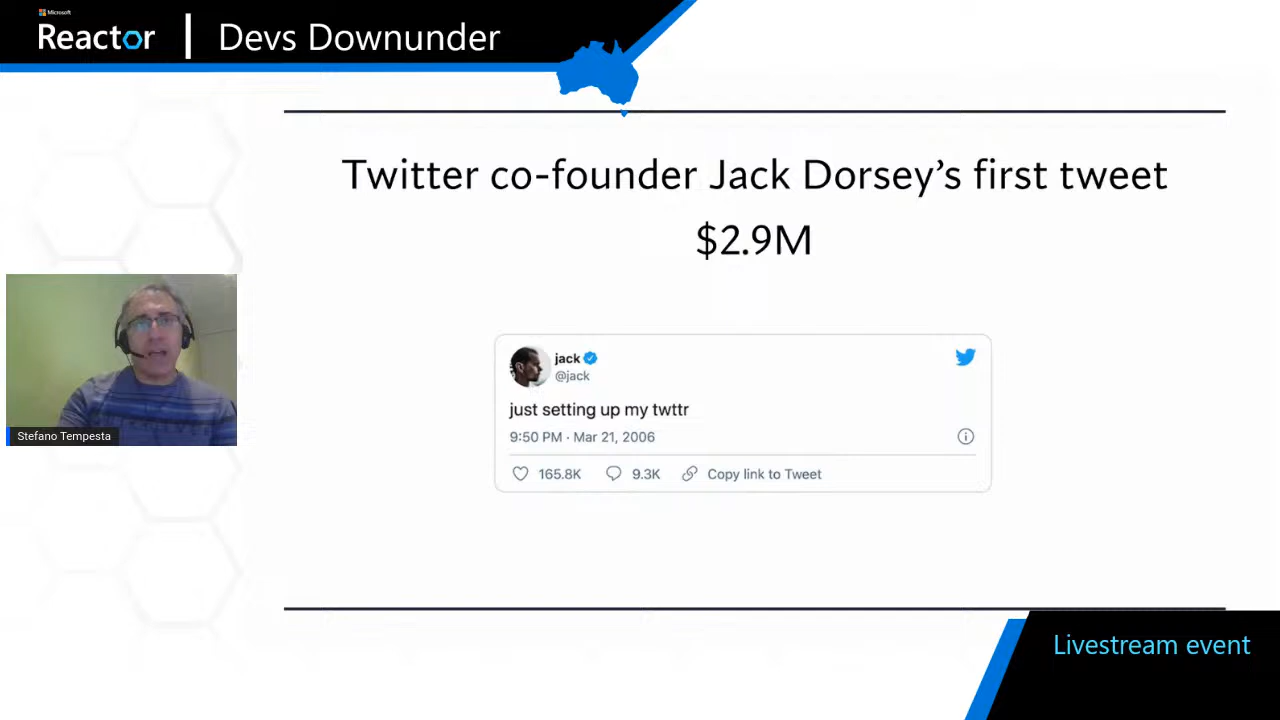 Microsoft
Reactor
Devs Downunder
Twitter co-founder Jack Dorsey’s first tweet
$2.9M
jack
@jack
just setting up my twttr
9:50 PM · Mar 21, 2006
165.8K 9.3K Copy link to Tweet
Stefano Tempesta
Livestream event